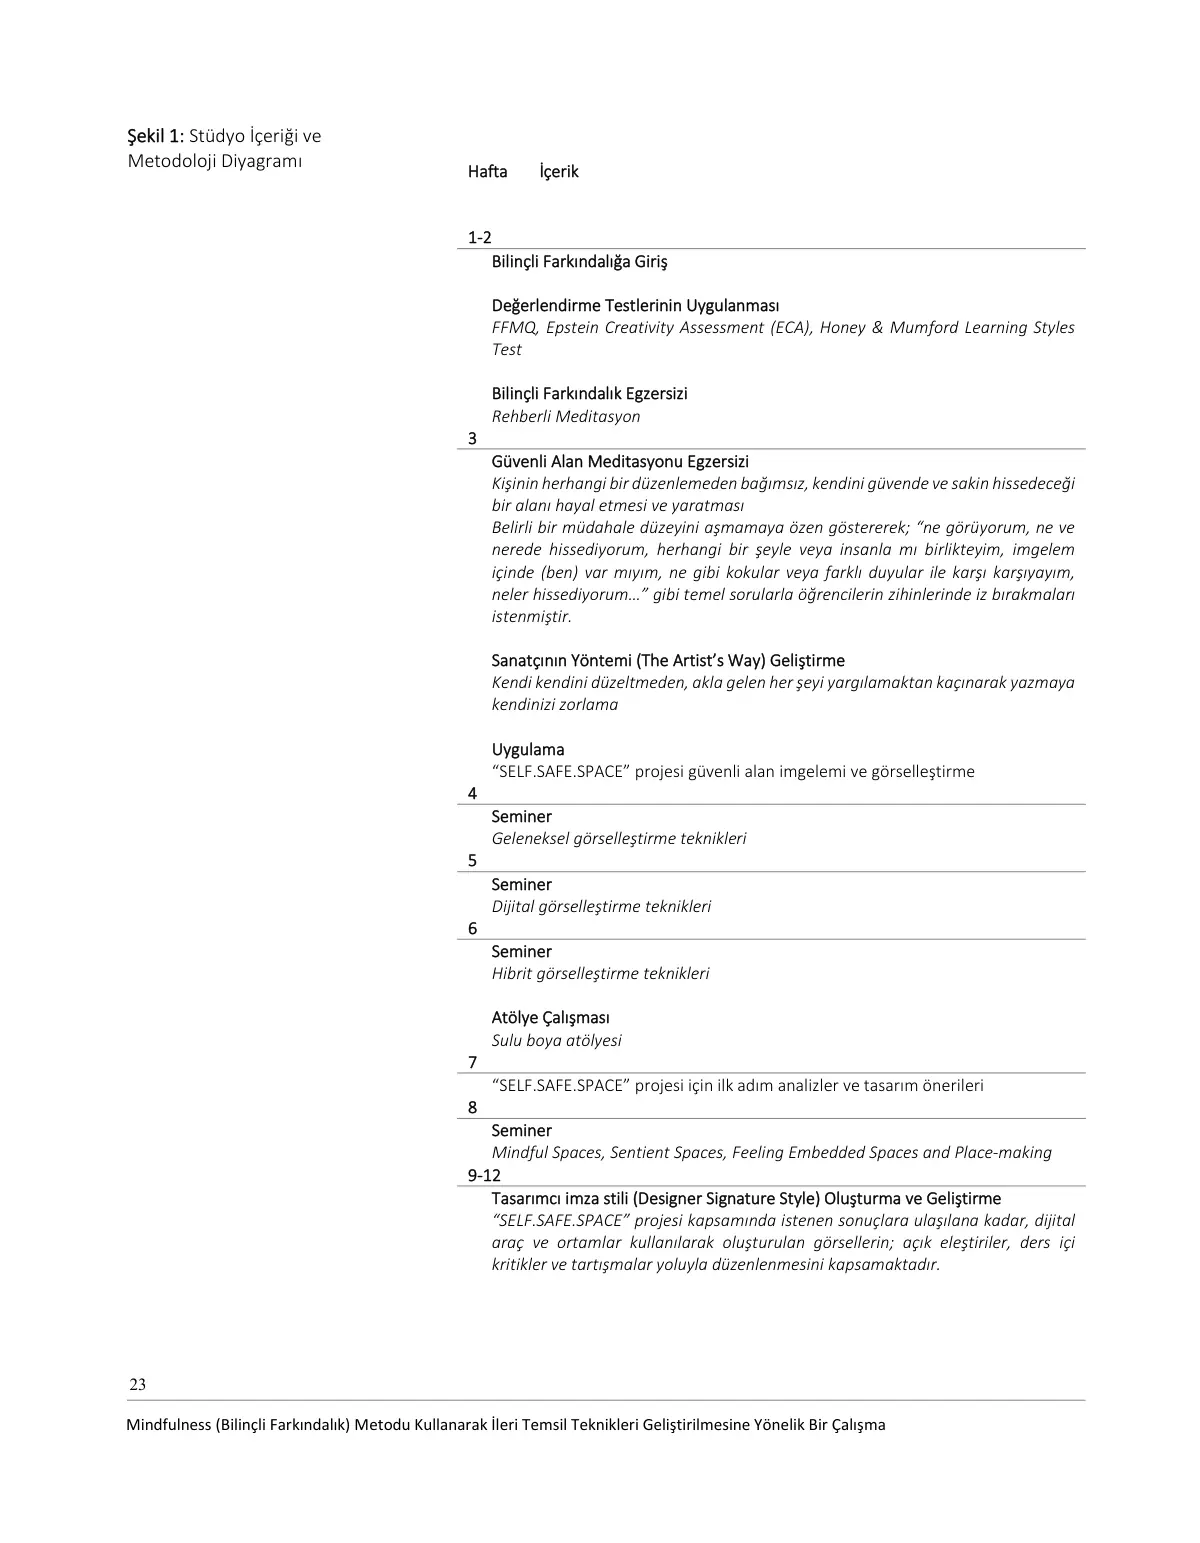 Şekil 1: Stüdyo İçeriği ve
Metodoloji Diyagramı
Hafta İçerik
1-2
Bilinçli Farkındalığa Giriş
Değerlendirme Testlerinin Uygulanması
FFMQ, Epstein Creativity Assessment (ECA), Honey & Mumford Learning Styles
Test
Bilinçli Farkındalık Egzersizi
Rehberli Meditasyon
3
Güvenli Alan Meditasyonu Egzersizi
Kişinin herhangi bir düzenlemeden bağımsız, kendini güvende ve sakin hissedeceği
bir alanı hayal etmesi ve yaratması
Belirli bir müdahale düzeyini aşmamaya özen göstererek; “ne görüyorum, ne ve
nerede hissediyorum, herhangi bir şeyle veya insanla mı birlikteyim, imgelem
içinde (ben) var mıyım, ne gibi kokular veya farklı duyular ile karşı karşıyayım,
neler hissediyorum…” gibi temel sorularla öğrencilerin zihinlerinde iz bırakmaları
istenmiştir.
Sanatçının Yöntemi (The Artist’s Way) Geliştirme
Kendi kendini düzeltmeden, akla gelen her şeyi yargılamaktan kaçınarak yazmaya
kendinizi zorlama
Uygulama
“SELF.SAFE.SPACE” projesi güvenli alan imgelemi ve görselleştirme
4
Seminer
Geleneksel görselleştirme teknikleri
5
Seminer
Dijital görselleştirme teknikleri
6
Seminer
Hibrit görselleştirme teknikleri
Atölye Çalışması
Sulu boya atölyesi
7
“SELF.SAFE.SPACE” projesi için ilk adım analizler ve tasarım önerileri
8
Seminer
Mindful Spaces, Sentient Spaces, Feeling Embedded Spaces and Place-making
9-12
Tasarımcı imza stili (Designer Signature Style) Oluşturma ve Geliştirme
“SELF.SAFE.SPACE” projesi kapsamında istenen sonuçlara ulaşılana kadar, dijital
araç ve ortamlar kullanılarak oluşturulan görsellerin; açık eleştiriler, ders içi
kritikler ve tartışmalar yoluyla düzenlenmesini kapsamaktadır.
23
Mindfulness (Bilinçli Farkındalık) Metodu Kullanarak İleri Temsil Teknikleri Geliştirilmesine Yönelik Bir Çalışma